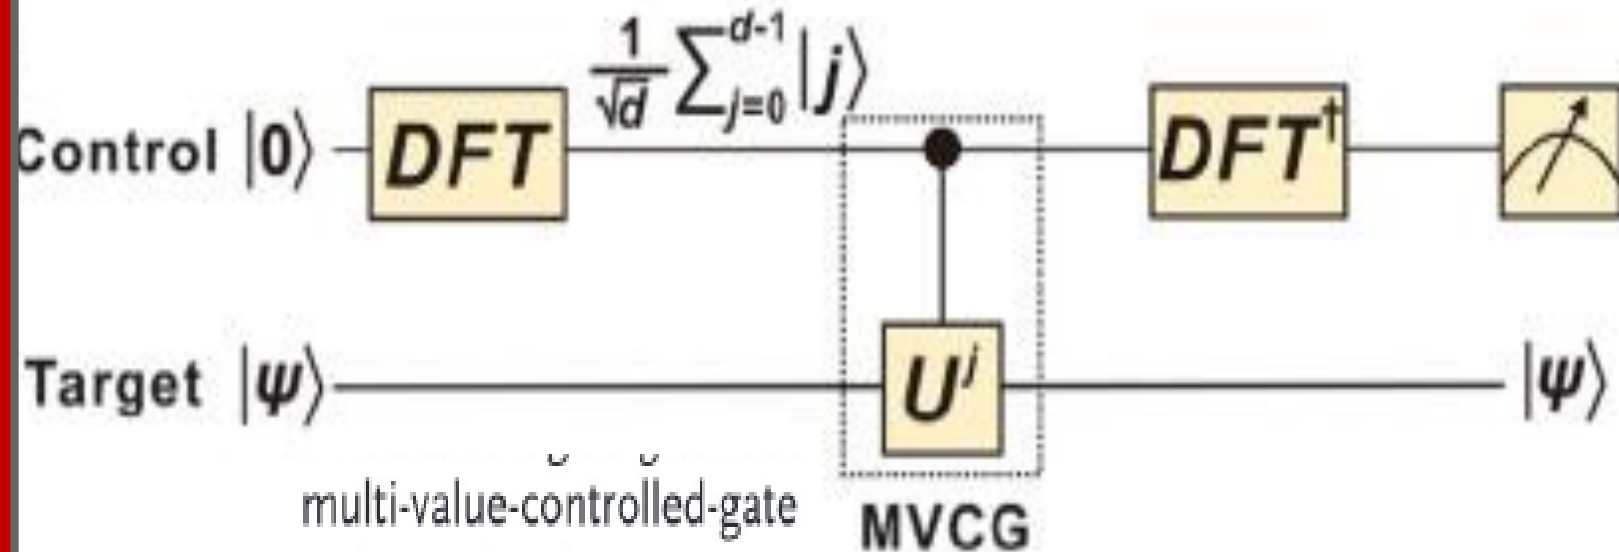 1/√d ∑_{j=0}^{d-1} |j⟩
Control |0⟩ DFT DFT†
Target |ψ⟩ U^j |ψ⟩
multi-value-controlled-gate
MVCG